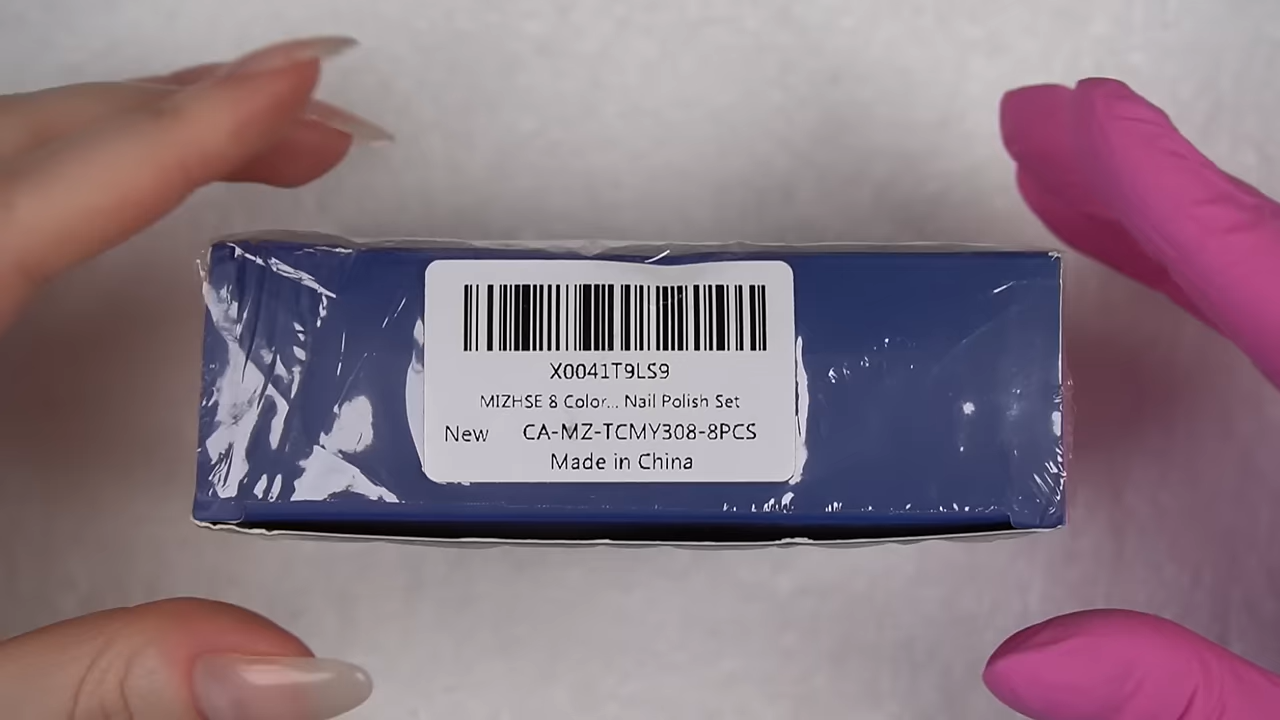 X0041T9LS9
MIZHSE 8 Color... Nail Polish Set
New CA-MZ-TCMY308-8PCS
Made in China